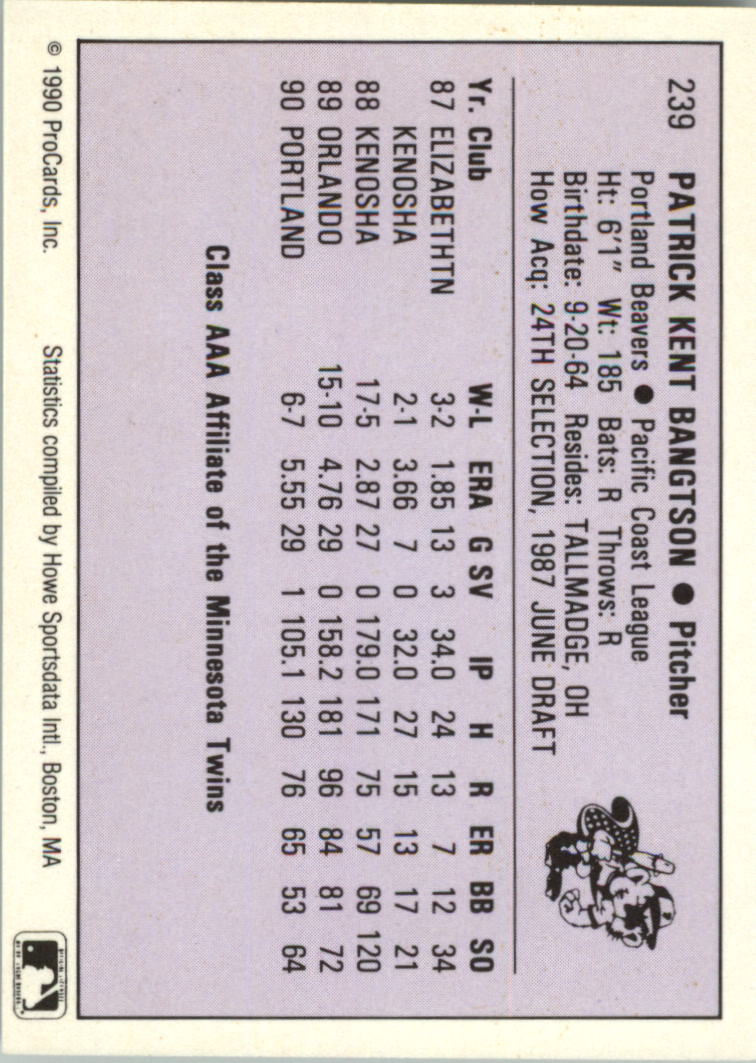 239 PATRICK KENT BANGTSON ● Pitcher
Portland Beavers ● Pacific Coast League
Ht: 6'1" Wt: 185 Bats: R Throws: R
Birthdate: 9-20-64 Resides: TALLMADGE, OH
How Acq: 24TH SELECTION, 1987 JUNE DRAFT
Yr. Club W-L ERA G SV IP H R ER BB SO
87 ELIZABETHTN 3-2 1.85 13 3 34.0 24 13 7 12 34
KENOSHA 2-1 3.66 7 0 32.0 27 15 13 17 21
88 KENOSHA 17-5 2.87 27 0 179.0 171 75 57 69 120
89 ORLANDO 15-10 4.76 29 0 158.2 181 96 84 81 72
90 PORTLAND 6-7 5.55 29 1 105.1 130 76 65 53 64
Class AAA Affiliate of the Minnesota Twins
© 1990 ProCards, Inc. Statistics compiled by Howe Sportsdata Intl., Boston, MA